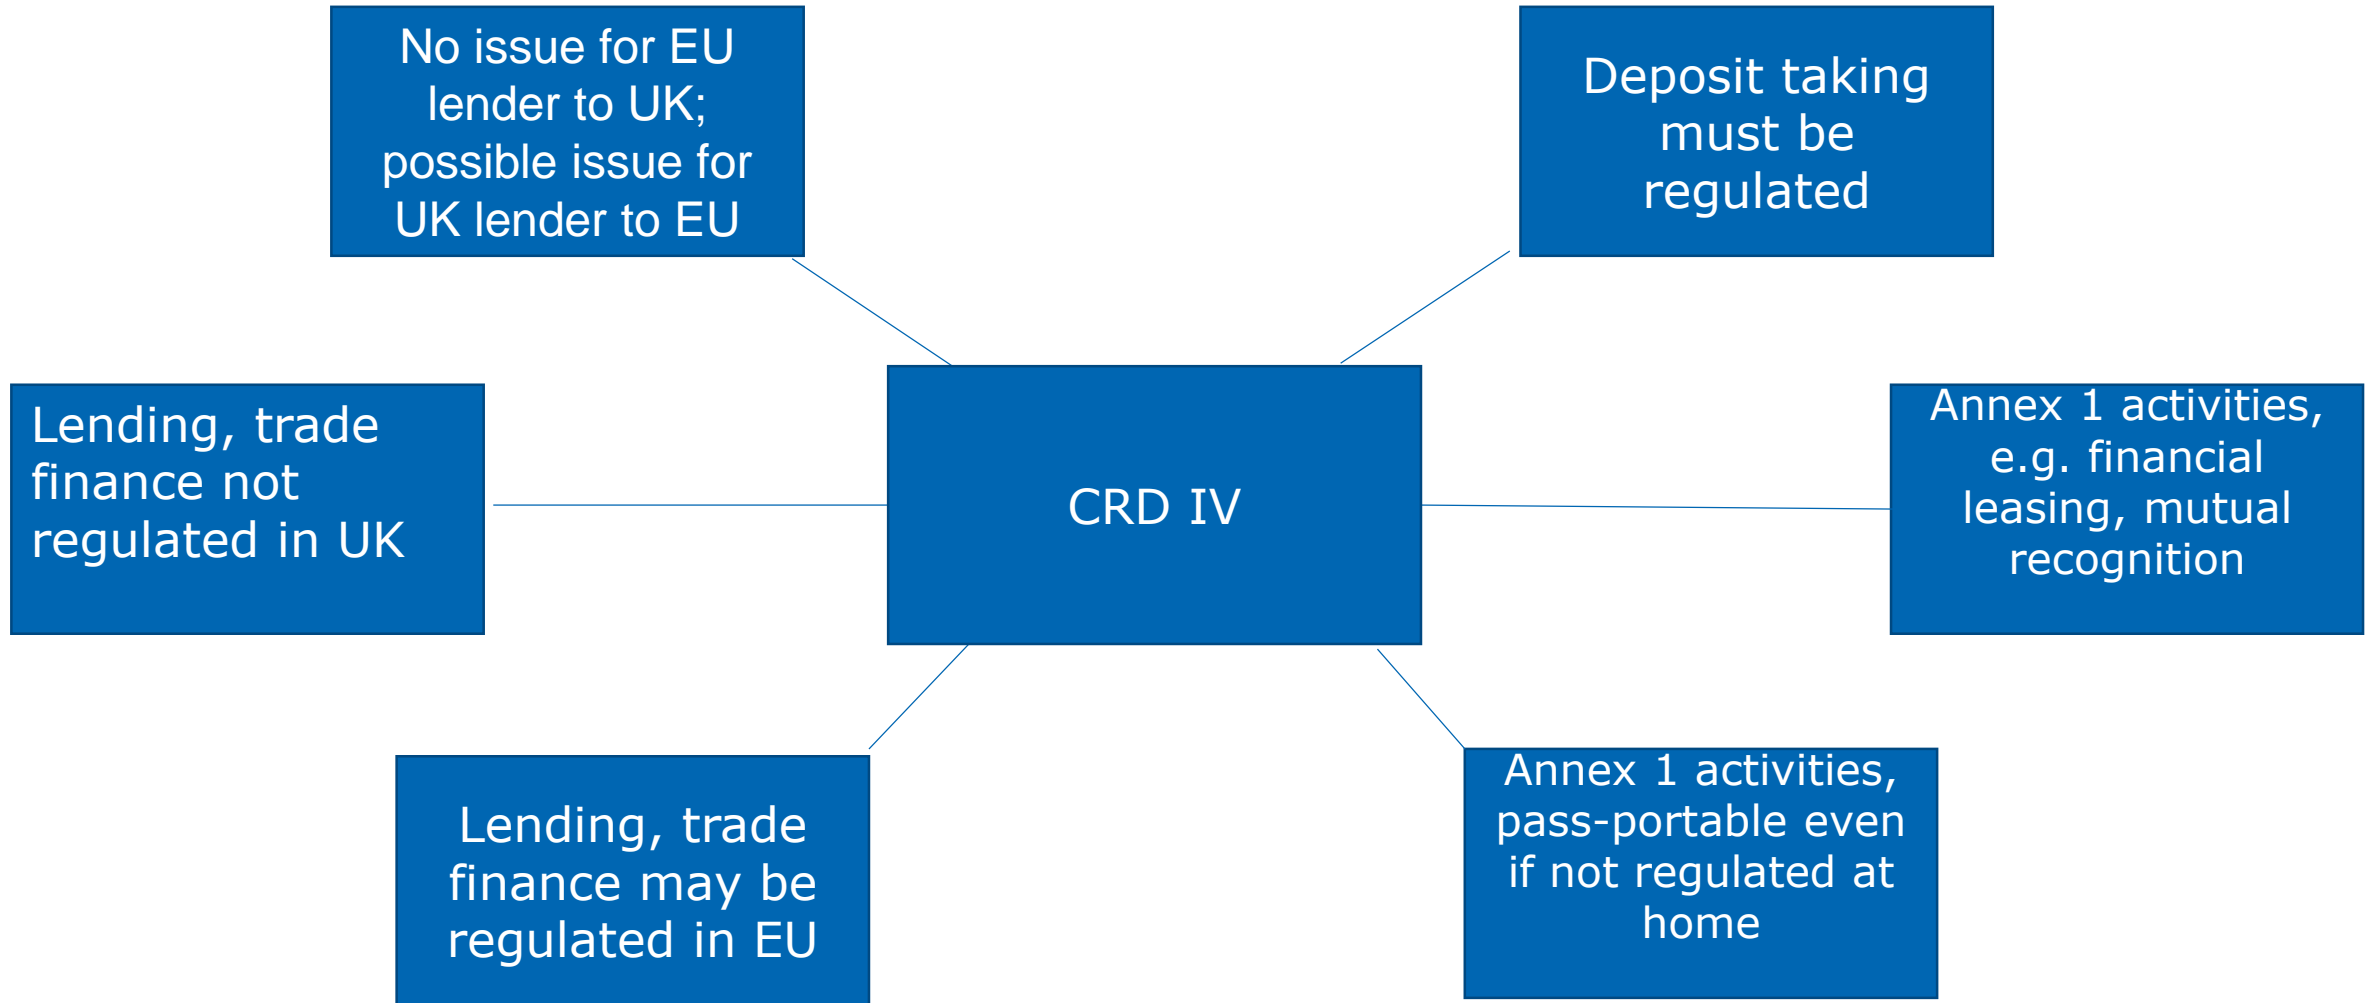 No issue for EU
lender to UK;
possible issue for
UK lender to EU
Deposit taking
must be
regulated
Lending, trade
finance not
regulated in UK
CRD IV
Annex 1 activities,
e.g. financial
leasing, mutual
recognition
Lending, trade
finance may be
regulated in EU
Annex 1 activities,
pass-portable even
if not regulated at
home